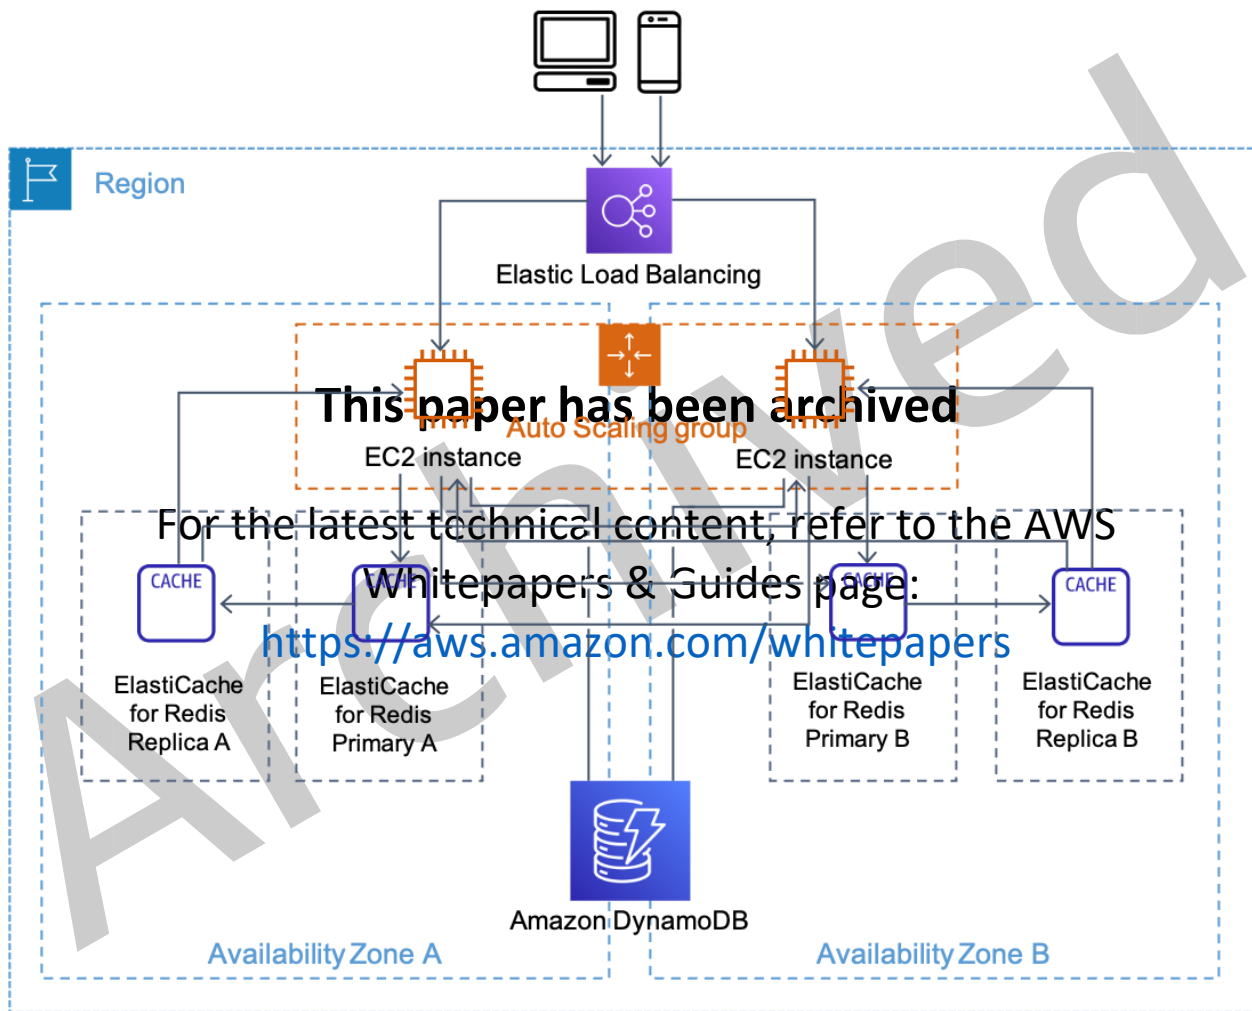 Region
Elastic Load Balancing
This paper has been archived
Auto Scaling group
EC2 instance
EC2 instance
For the latest technical content, refer to the AWS
Whitepapers & Guides page:
https://aws.amazon.com/whitepapers
CACHE
CACHE
CACHE
CACHE
ElastiCache
for Redis
Replica A
ElastiCache
for Redis
Primary A
ElastiCache
for Redis
Primary B
ElastiCache
for Redis
Replica B
Amazon DynamoDB
Availability Zone A
Availability Zone B
Archived